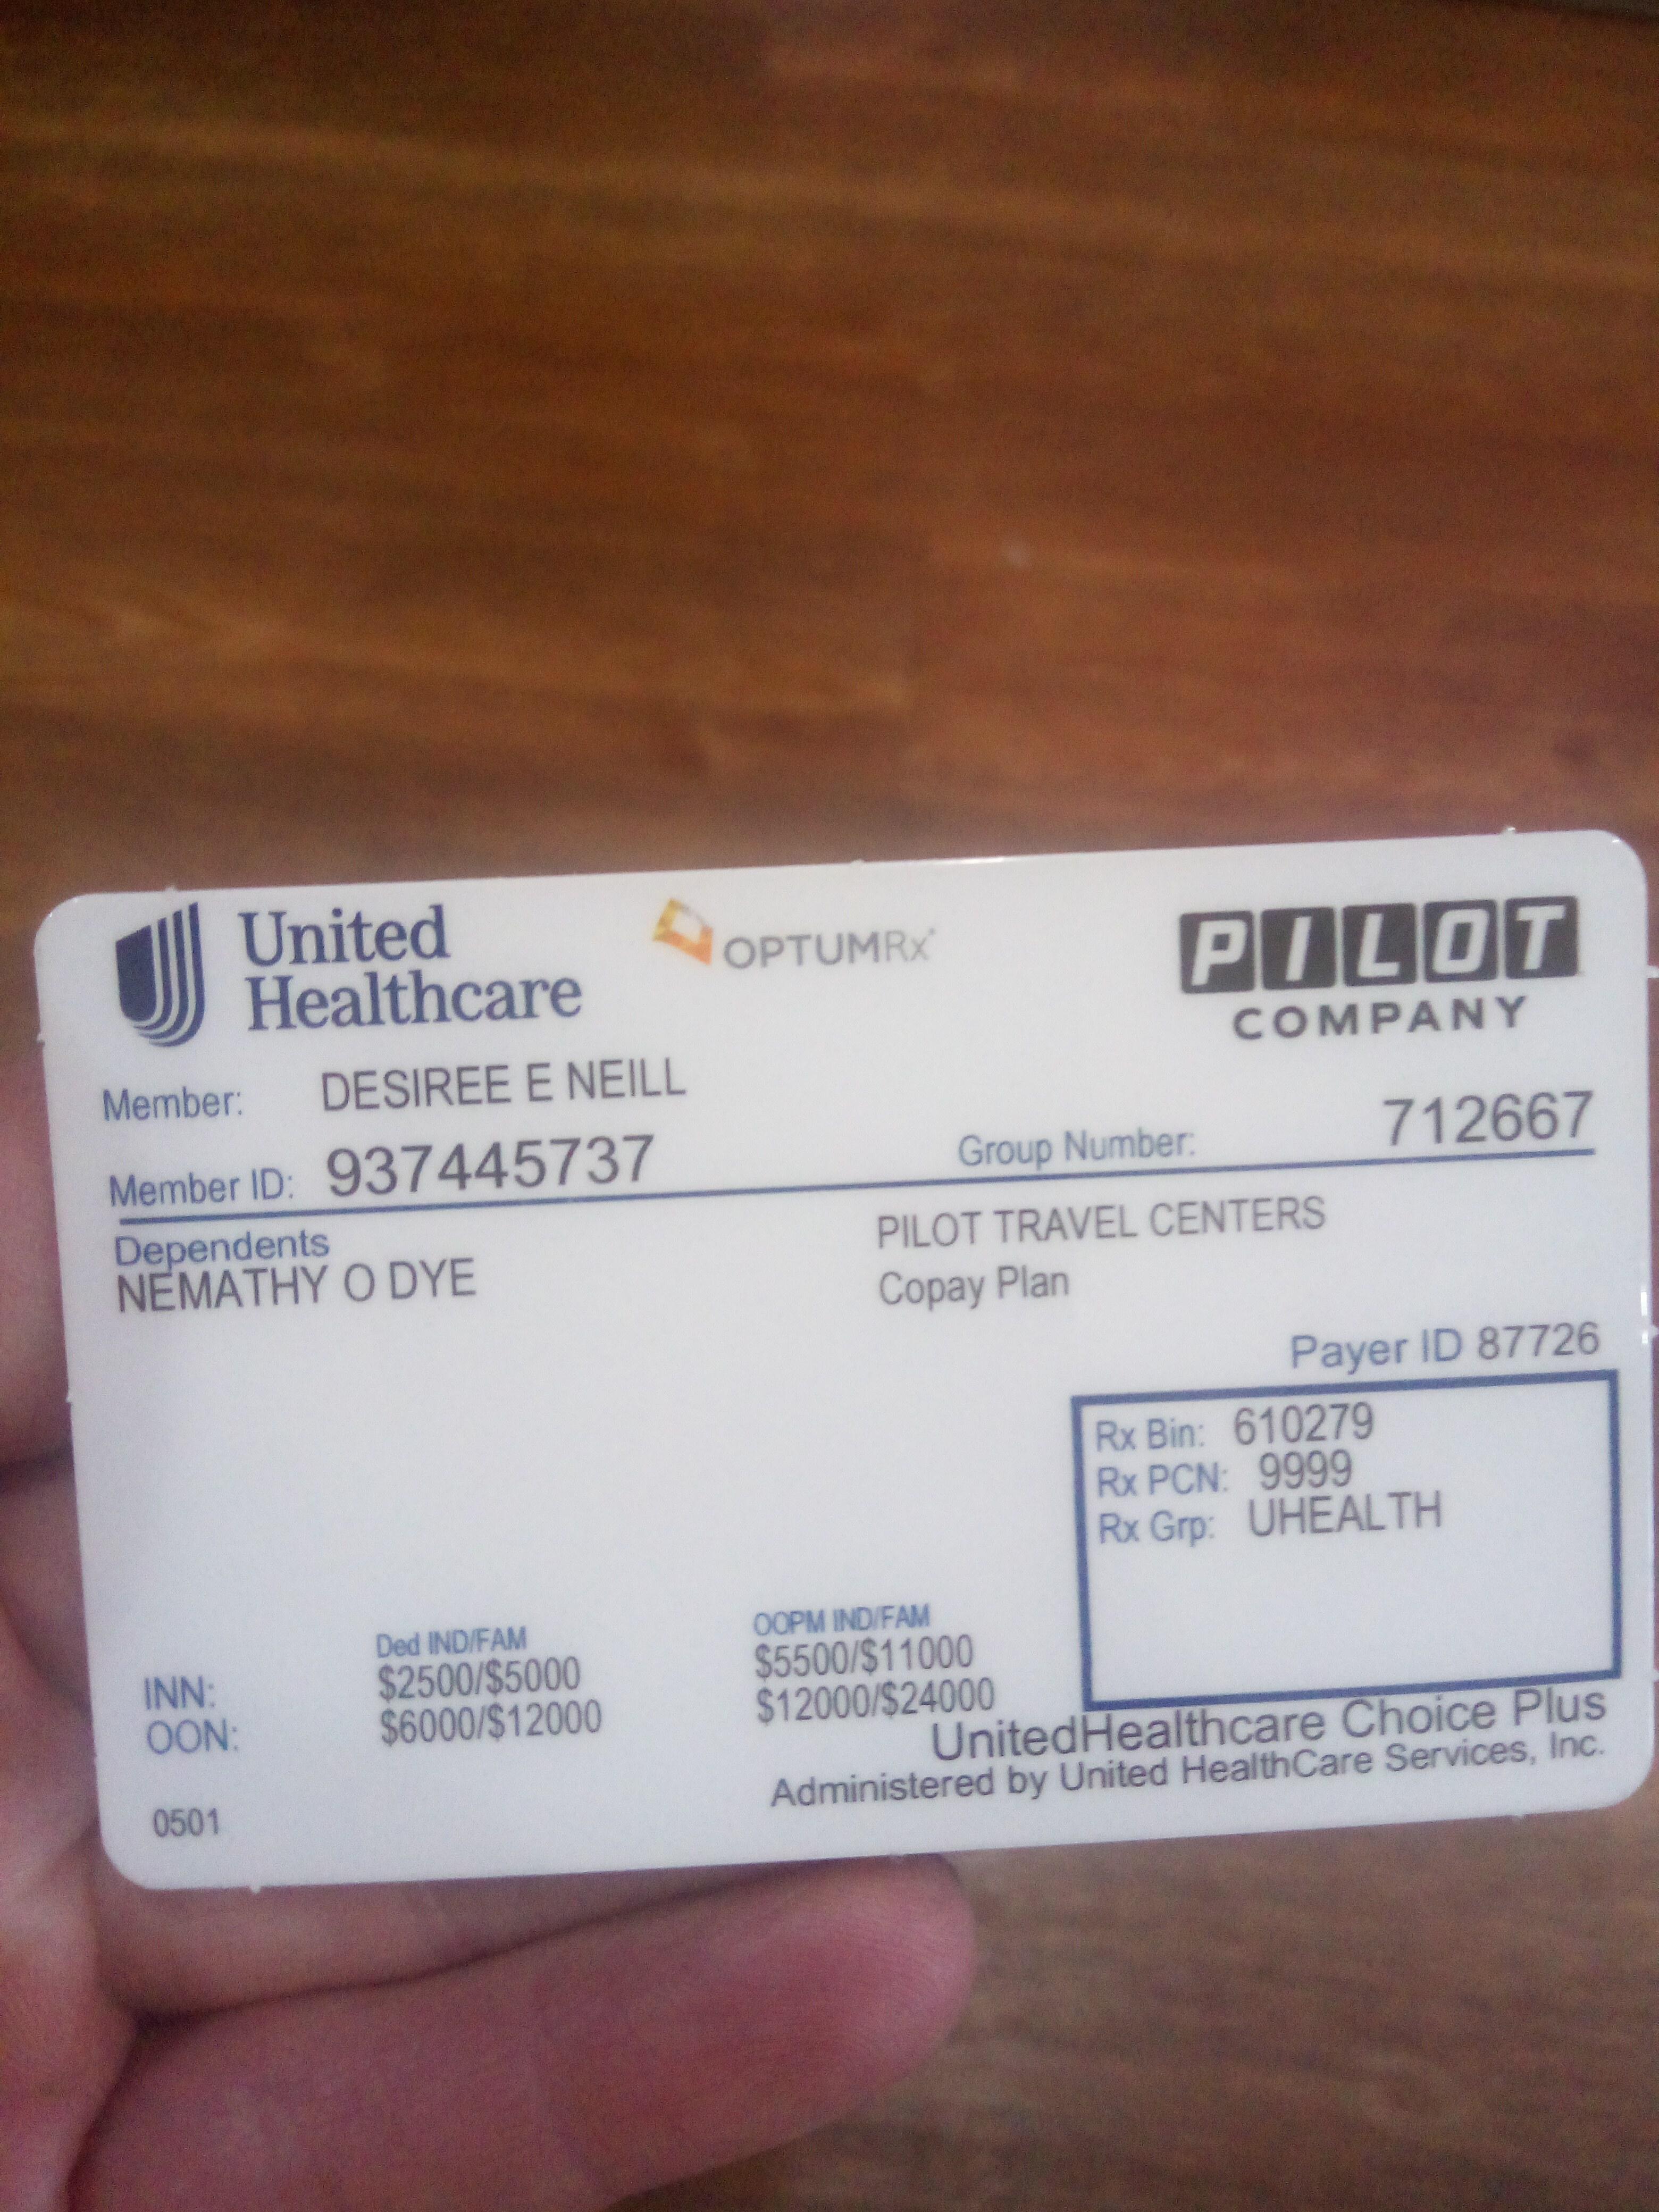 United Healthcare
OPTUMRx
PILOT COMPANY
Member: DESIREE E NEILL
Member ID: 937445737
Group Number: 712667
Dependents
NEMATHY O DYE
PILOT TRAVEL CENTERS
Copay Plan
Payer ID 87726
Rx Bin: 610279
Rx PCN: 9999
Rx Grp: UHEALTH
Ded IND/FAM OOPM IND/FAM
INN: $2500/$5000 $5500/$11000
OON: $6000/$12000 $12000/$24000
UnitedHealthcare Choice Plus
Administered by United HealthCare Services, Inc.
0501